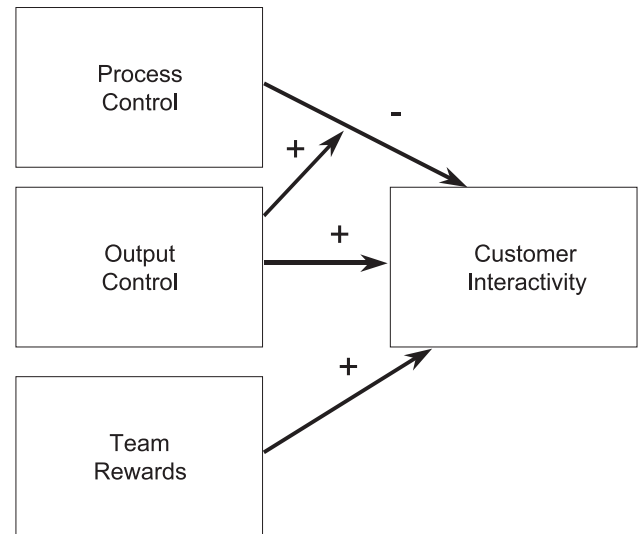 Process
Control
-
+
Output
Control
+
Customer
Interactivity
+
Team
Rewards